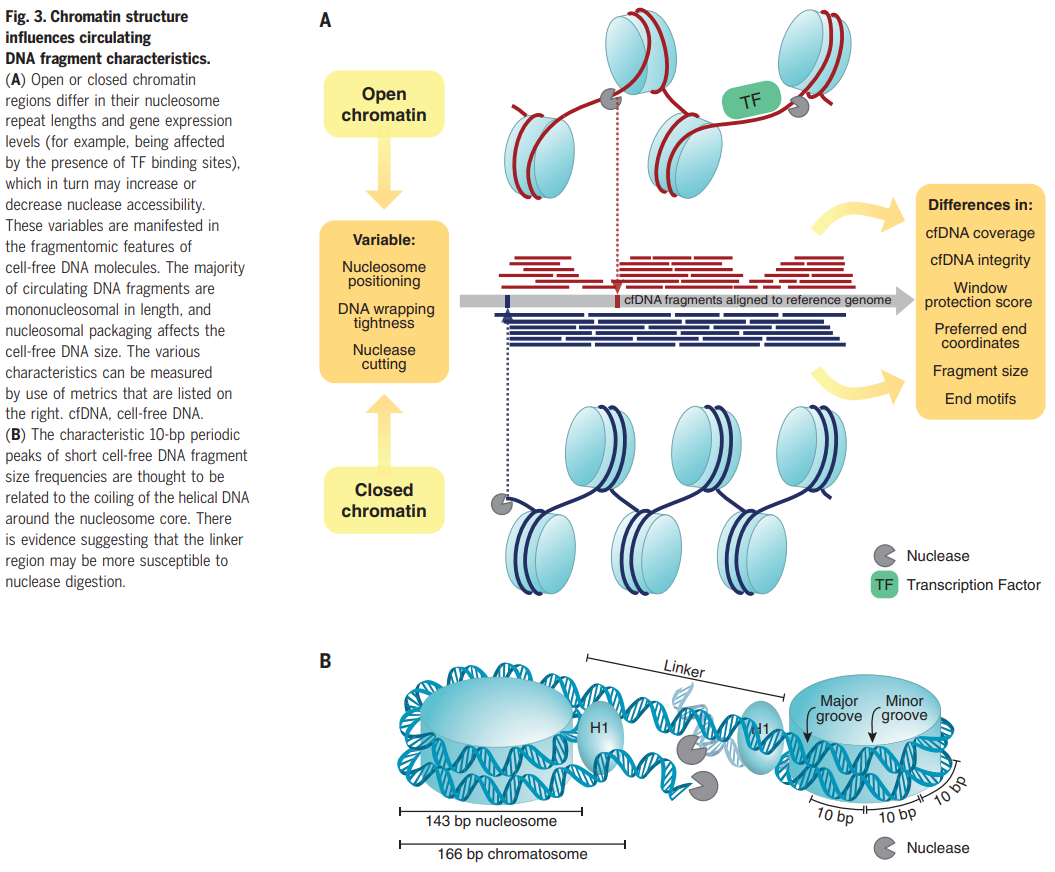 Fig. 3. Chromatin structure
influences circulating
DNA fragment characteristics.
(A) Open or closed chromatin
regions differ in their nucleosome
repeat lengths and gene expression
levels (for example, being affected
by the presence of TF binding sites),
which in turn may increase or
decrease nuclease accessibility.
These variables are manifested in
the fragmentomic features of
cell-free DNA molecules. The majority
of circulating DNA fragments are
mononucleosomal in length, and
nucleosomal packaging affects the
cell-free DNA size. The various
characteristics can be measured
by use of metrics that are listed on
the right. cfDNA, cell-free DNA.
(B) The characteristic 10-bp periodic
peaks of short cell-free DNA fragment
size frequencies are thought to be
related to the coiling of the helical DNA
around the nucleosome core. There
is evidence suggesting that the linker
region may be more susceptible to
nuclease digestion.
A
Open
chromatin
TF
Variable:
Nucleosome
positioning
DNA wrapping
tightness
Nuclease
cutting
cfDNA fragments aligned to reference genome
Differences in:
cfDNA coverage
cfDNA integrity
Window
protection score
Preferred end
coordinates
Fragment size
End motifs
Closed
chromatin
Nuclease
TF Transcription Factor
B
Linker
H1
H1
Major
groove
Minor
groove
10 bp
10 bp
10 bp
143 bp nucleosome
166 bp chromatosome
Nuclease